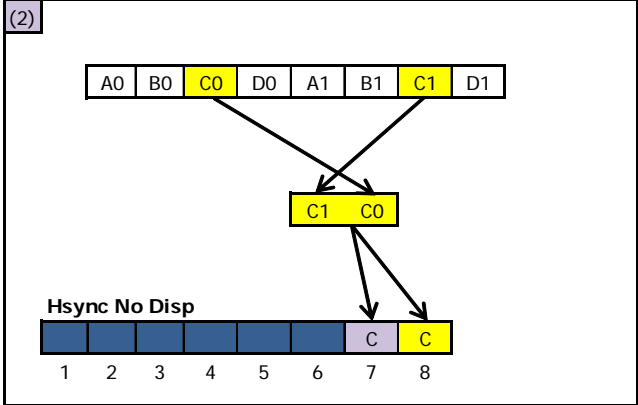 (2)
A0 B0 C0 D0 A1 B1 C1 D1
C1 C0
Hsync No Disp
C C
1 2 3 4 5 6 7 8